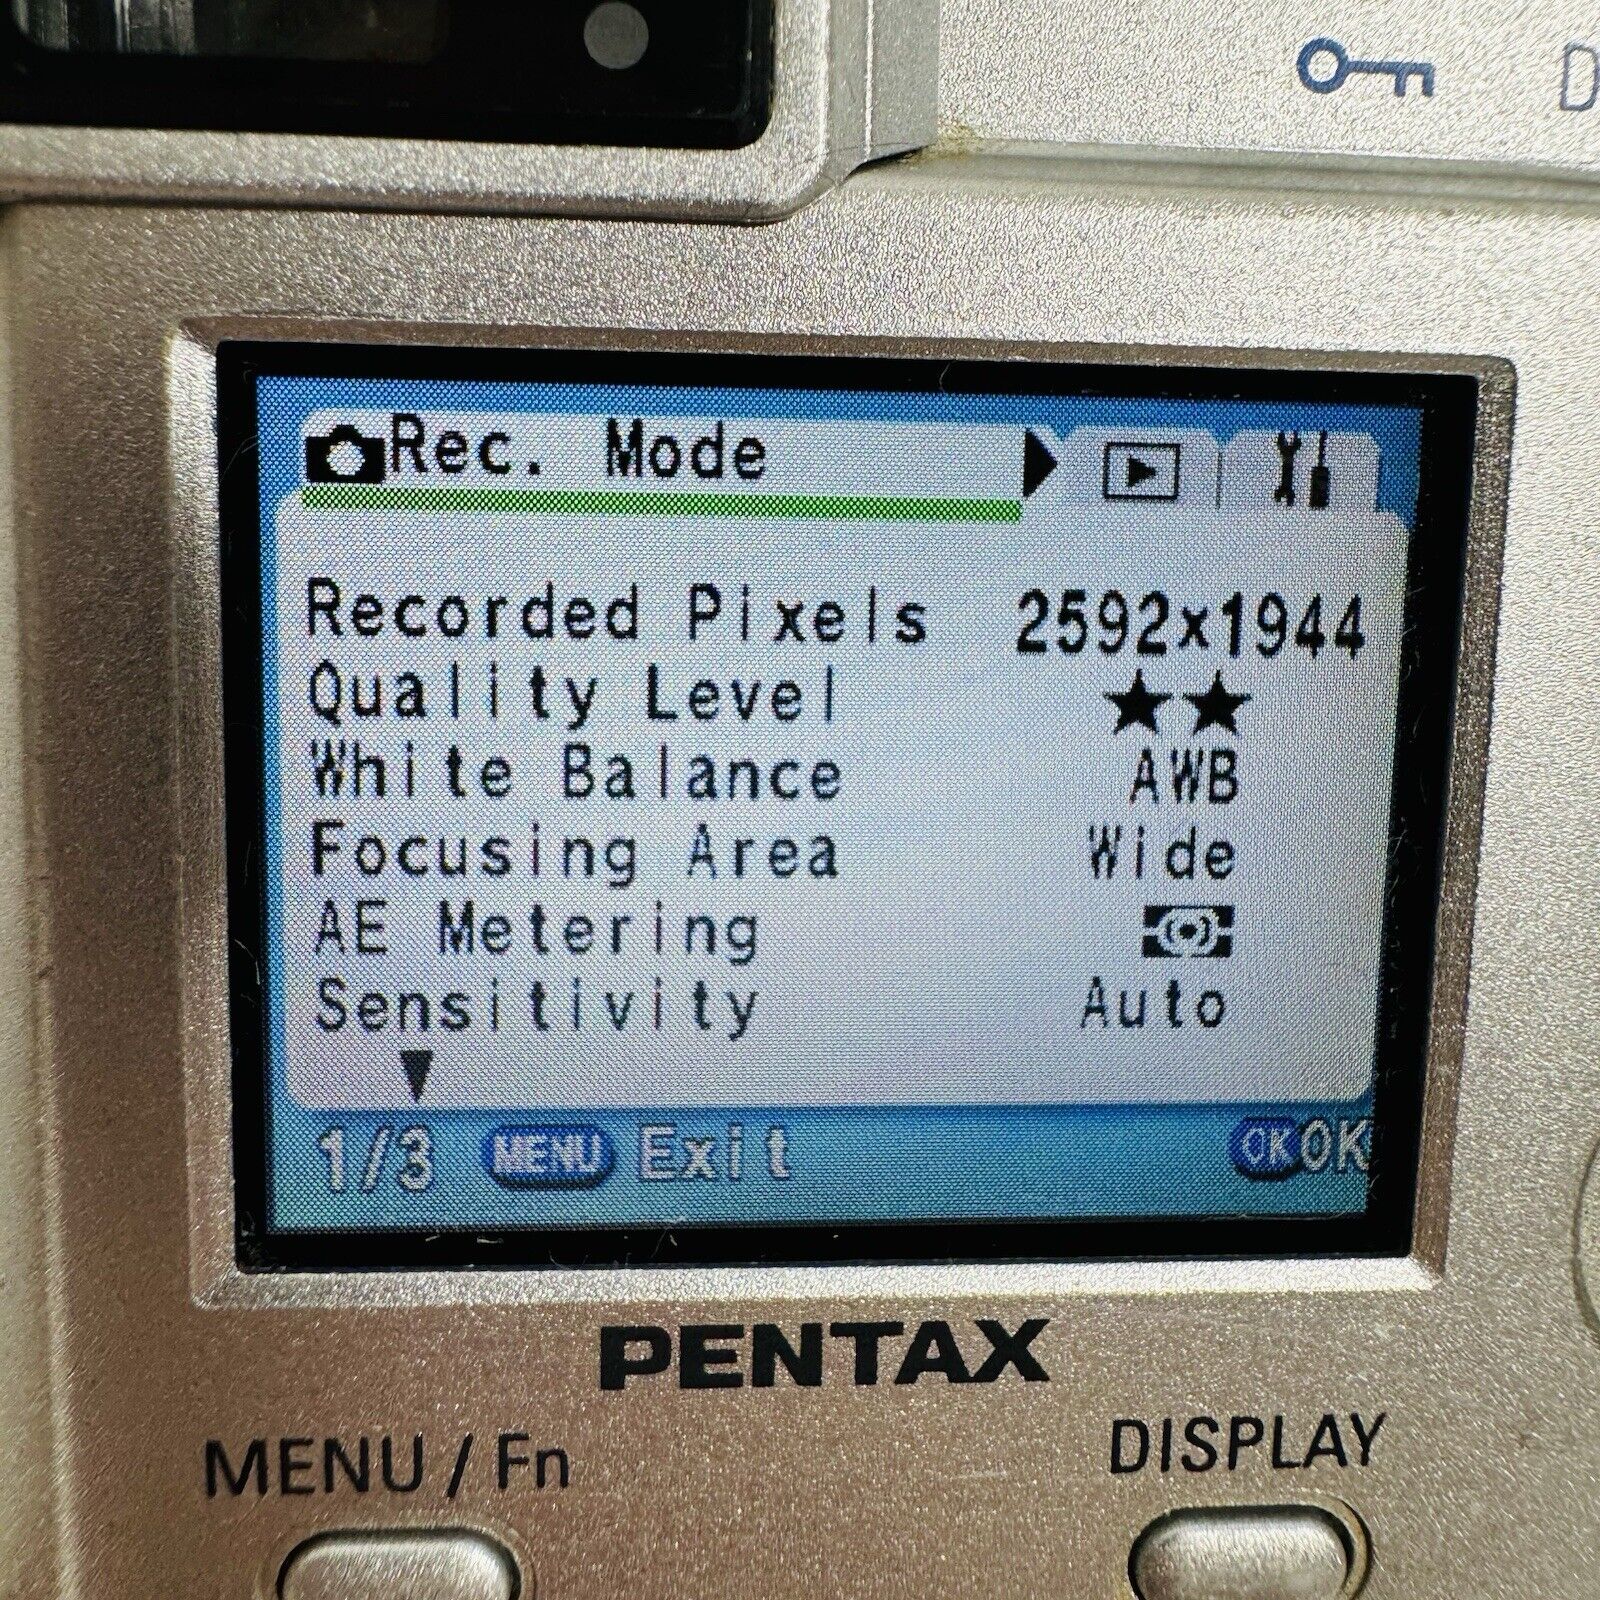 D
Rec. Mode
Recorded Pixels 2592x1944
Quality Level ★★
White Balance AWB
Focusing Area Wide
AE Metering
Sensitivity Auto
1/3 MENU Exit OK OK
PENTAX
MENU / Fn DISPLAY